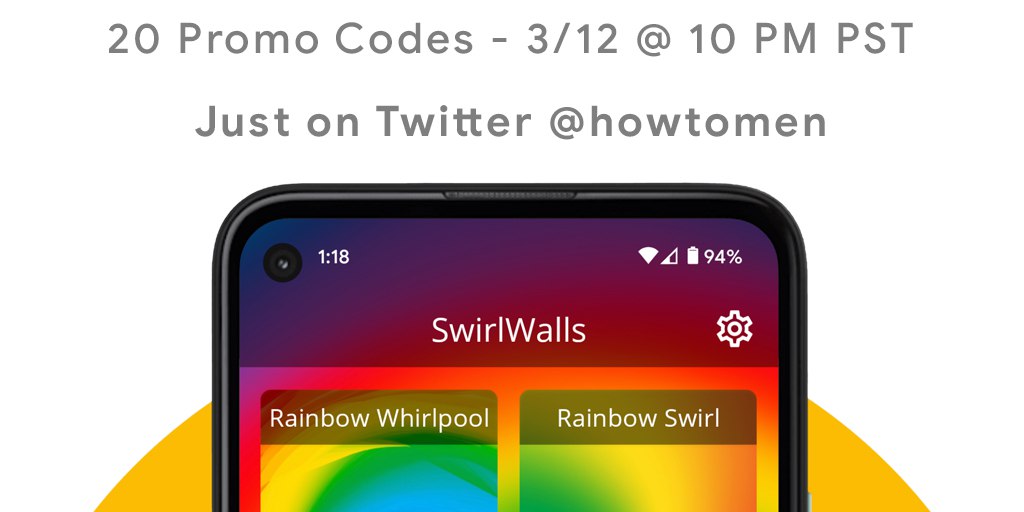 20 Promo Codes - 3/12 @ 10 PM PST
Just on Twitter @howtomen
1:18 94%
SwirlWalls
Rainbow Whirlpool Rainbow Swirl